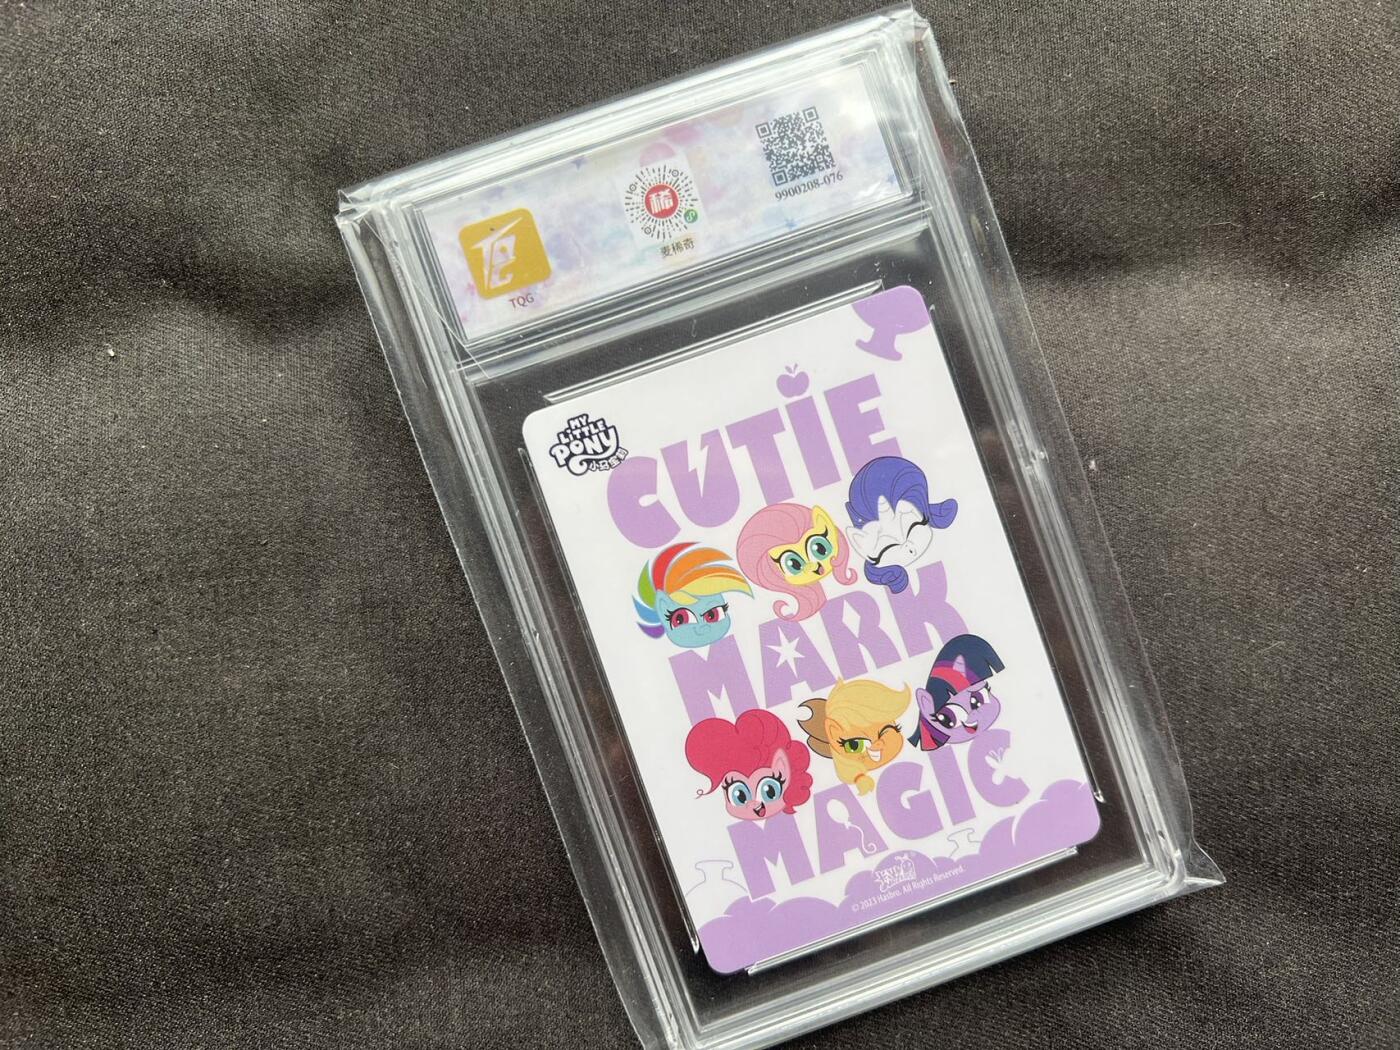 TQG
稀
麦稀奇
9900208-076
MY
LITTLE
PONY
小马宝莉
CUTIE
MARK
MAGIC
© 2023 Hasbro. All Rights Reserved.